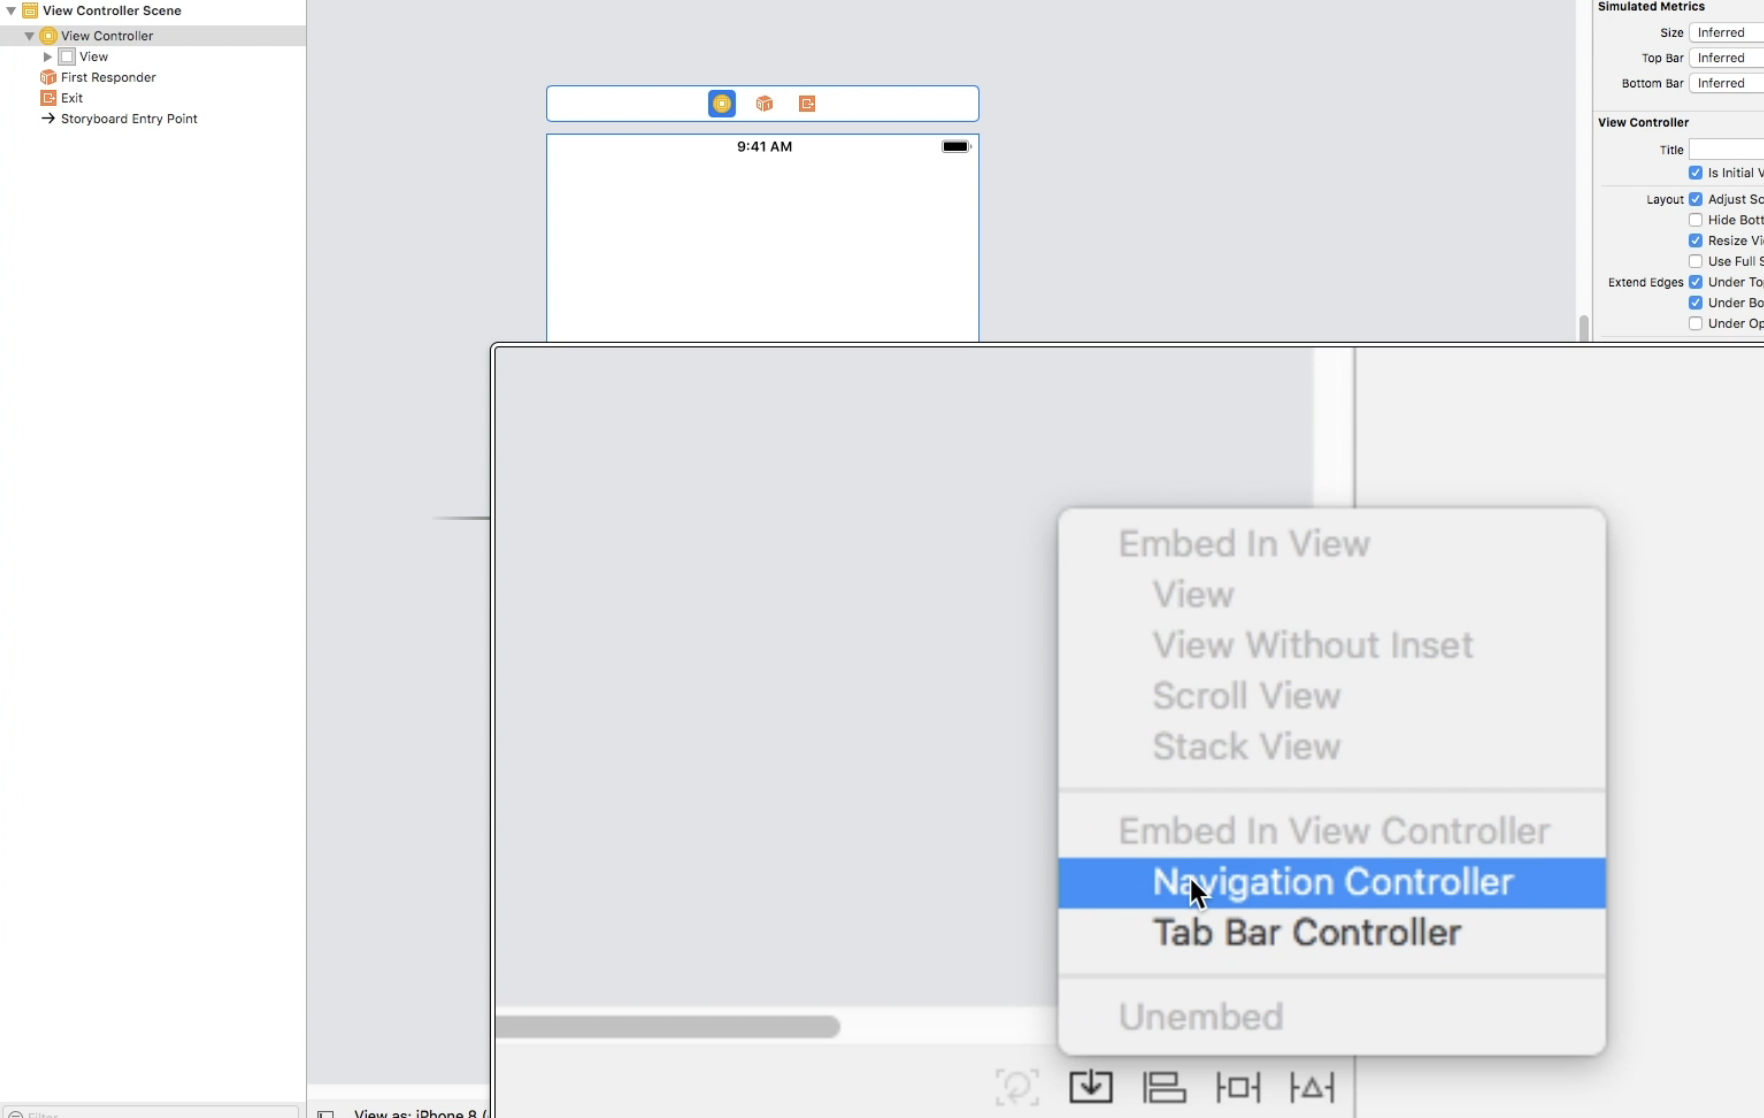 View Controller Scene
View Controller
View
First Responder
Exit
Storyboard Entry Point
9:41 AM
Simulated Metrics
Size Inferred
Top Bar Inferred
Bottom Bar Inferred
View Controller
Title
Is Initial V
Layout Adjust Sc
Hide Bott
Resize Vi
Use Full S
Extend Edges Under To
Under Bo
Under Op
Embed In View
View
View Without Inset
Scroll View
Stack View
Embed In View Controller
Navigation Controller
Tab Bar Controller
Unembed
Filter
View as: iPhone 8 (